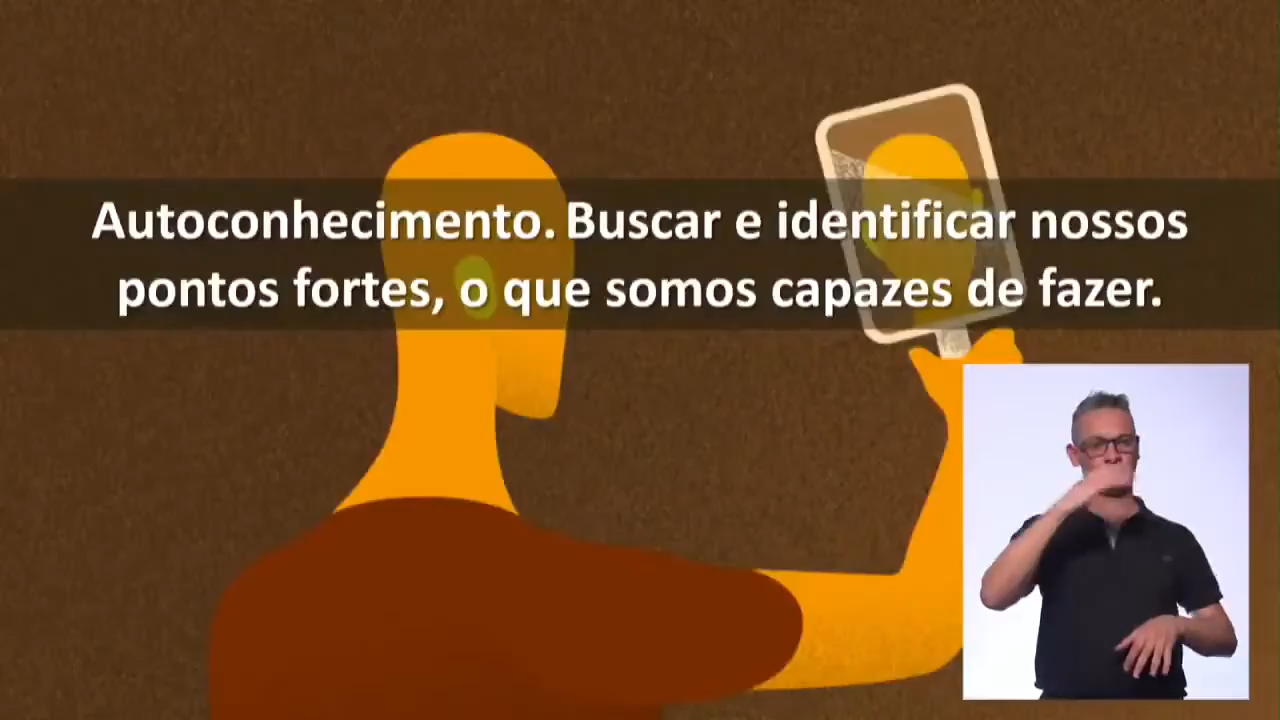 Autoconhecimento. Buscar e identificar nossos
pontos fortes, o que somos capazes de fazer.